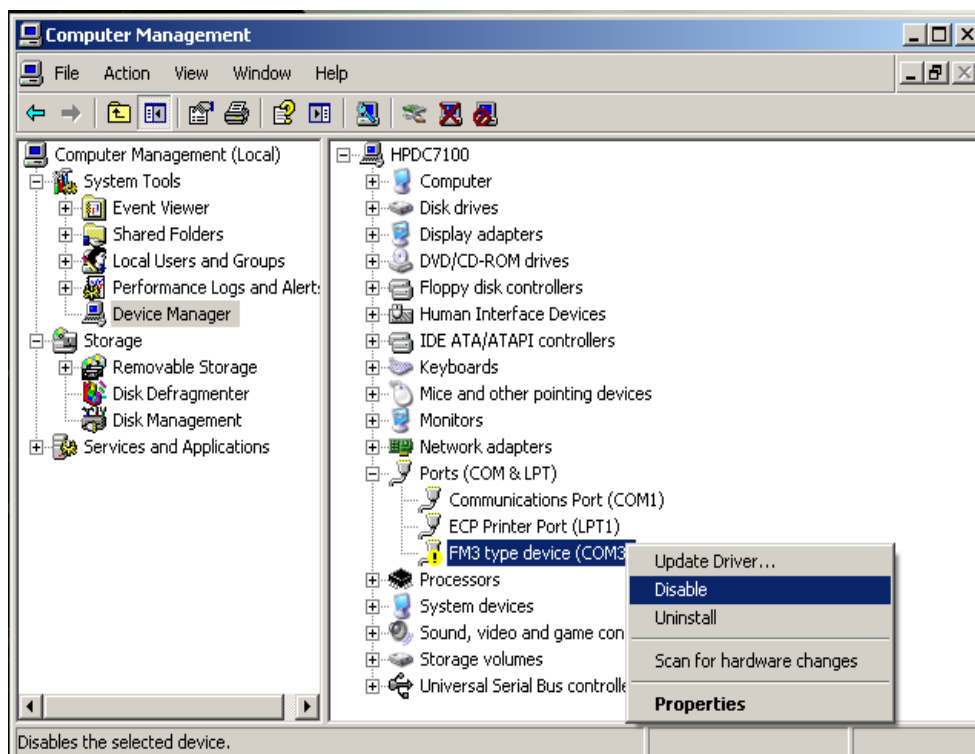 Computer Management
File Action View Window Help
Computer Management (Local)
System Tools
Event Viewer
Shared Folders
Local Users and Groups
Performance Logs and Alert
Device Manager
Storage
Removable Storage
Disk Defragmenter
Disk Management
Services and Applications
HPDC7100
Computer
Disk drives
Display adapters
DVD/CD-ROM drives
Floppy disk controllers
Human Interface Devices
IDE ATA/ATAPI controllers
Keyboards
Mice and other pointing devices
Monitors
Network adapters
Ports (COM & LPT)
Communications Port (COM1)
ECP Printer Port (LPT1)
FM3 type device (COM3
Processors
System devices
Sound, video and game con
Storage volumes
Universal Serial Bus controlle
Update Driver...
Disable
Uninstall
Scan for hardware changes
Properties
Disables the selected device.